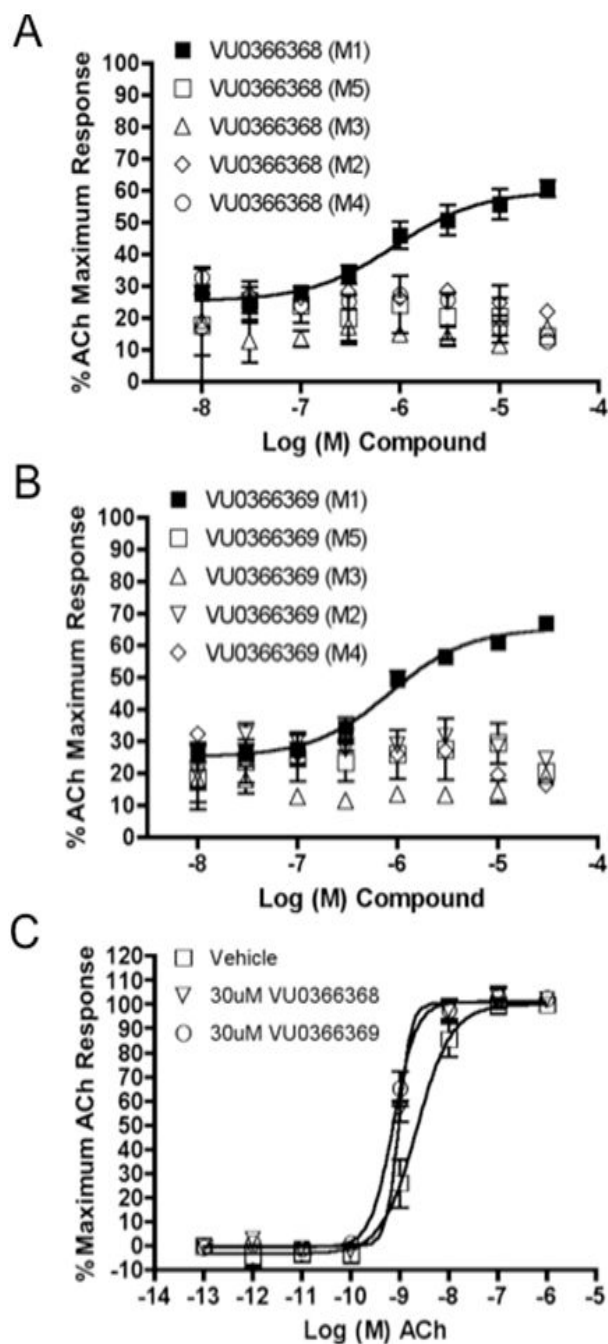 A
VU0366368 (M1)
VU0366368 (M5)
VU0366368 (M3)
VU0366368 (M2)
VU0366368 (M4)
% ACh Maximum Response
100
90
80
70
60
50
40
30
20
10
0
-8 -7 -6 -5 -4
Log (M) Compound
B
VU0366369 (M1)
VU0366369 (M5)
VU0366369 (M3)
VU0366369 (M2)
VU0366369 (M4)
% ACh Maximum Response
100
90
80
70
60
50
40
30
20
10
0
-8 -7 -6 -5 -4
Log (M) Compound
C
Vehicle
30uM VU0366368
30uM VU0366369
% Maximum ACh Response
120
110
100
90
80
70
60
50
40
30
20
10
0
-10
-14 -13 -12 -11 -10 -9 -8 -7 -6 -5
Log (M) ACh